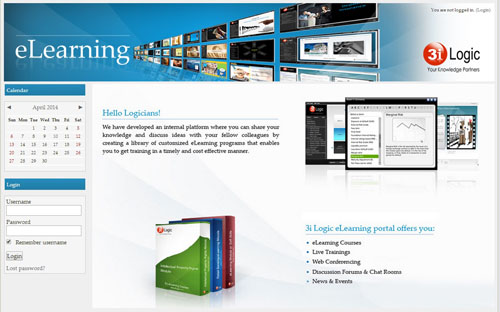 You are not logged in. (Login)
eLearning
3i Logic
Your Knowledge Partners
Calendar
◄ April 2014 ►
Sun Mon Tue Wed Thu Fri Sat
1 2 3 4 5
6 7 8 9 10 11 12
13 14 15 16 17 18 19
20 21 22 23 24 25 26
27 28 29 30
Login
Username
Password
Remember username
Login
Lost password?
Hello Logicians!
We have developed an internal platform where you can share your
knowledge and discuss ideas with your fellow colleagues by
creating a library of customized eLearning programs that enables
you to get training in a timely and cost effective manner.
3i Logic
3i Logic eLearning portal offers you:
eLearning Courses
Live Trainings
Web Conferencing
Discussion Forums & Chat Rooms
News & Events